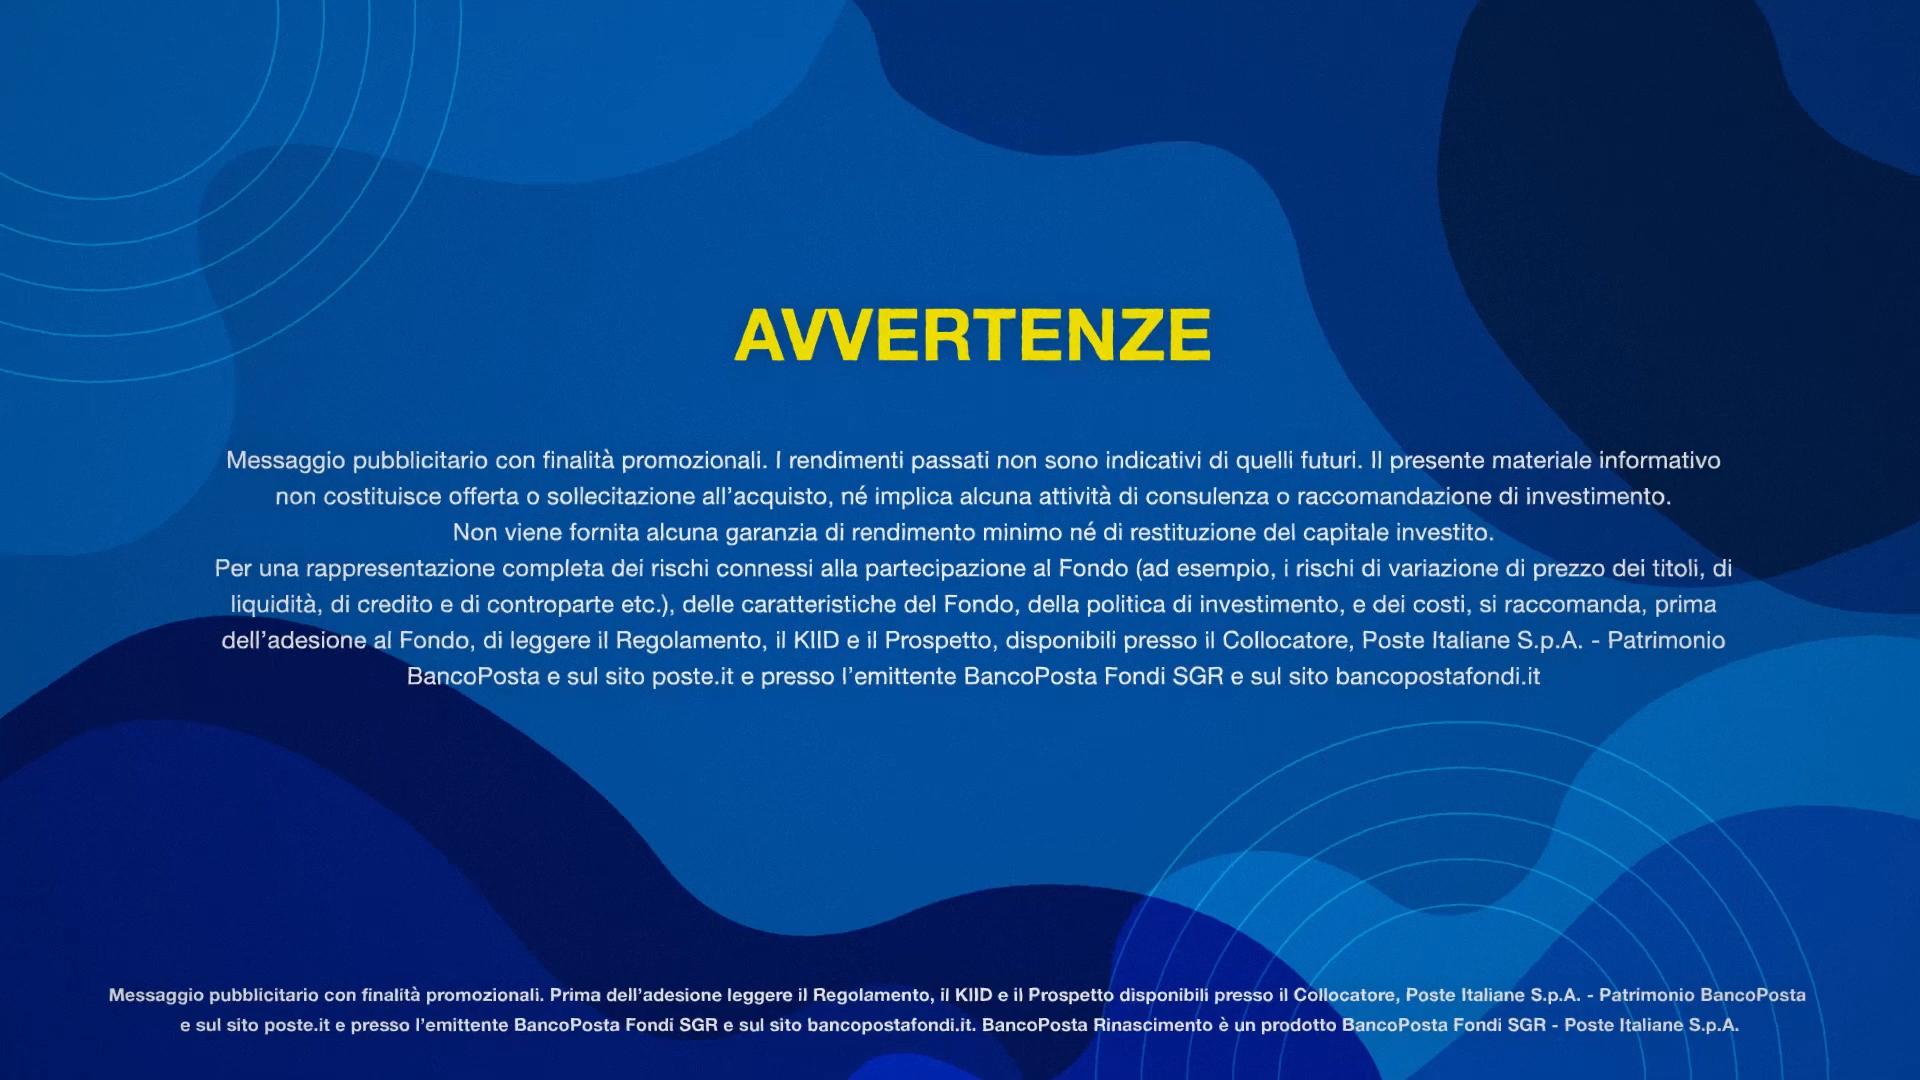 AVVERTENZE
Messaggio pubblicitario con finalità promozionali. I rendimenti passati non sono indicativi di quelli futuri. Il presente materiale informativo
non costituisce offerta o sollecitazione all’acquisto, né implica alcuna attività di consulenza o raccomandazione di investimento.
Non viene fornita alcuna garanzia di rendimento minimo né di restituzione del capitale investito.
Per una rappresentazione completa dei rischi connessi alla partecipazione al Fondo (ad esempio, i rischi di variazione di prezzo dei titoli, di
liquidità, di credito e di controparte etc.), delle caratteristiche del Fondo, della politica di investimento, e dei costi, si raccomanda, prima
dell’adesione al Fondo, di leggere il Regolamento, il KIID e il Prospetto, disponibili presso il Collocatore, Poste Italiane S.p.A. - Patrimonio
BancoPosta e sul sito poste.it e presso l’emittente BancoPosta Fondi SGR e sul sito bancopostafondi.it
Messaggio pubblicitario con finalità promozionali. Prima dell’adesione leggere il Regolamento, il KIID e il Prospetto disponibili presso il Collocatore, Poste Italiane S.p.A. - Patrimonio BancoPosta
e sul sito poste.it e presso l’emittente BancoPosta Fondi SGR e sul sito bancopostafondi.it. BancoPosta Rinascimento è un prodotto BancoPosta Fondi SGR - Poste Italiane S.p.A.